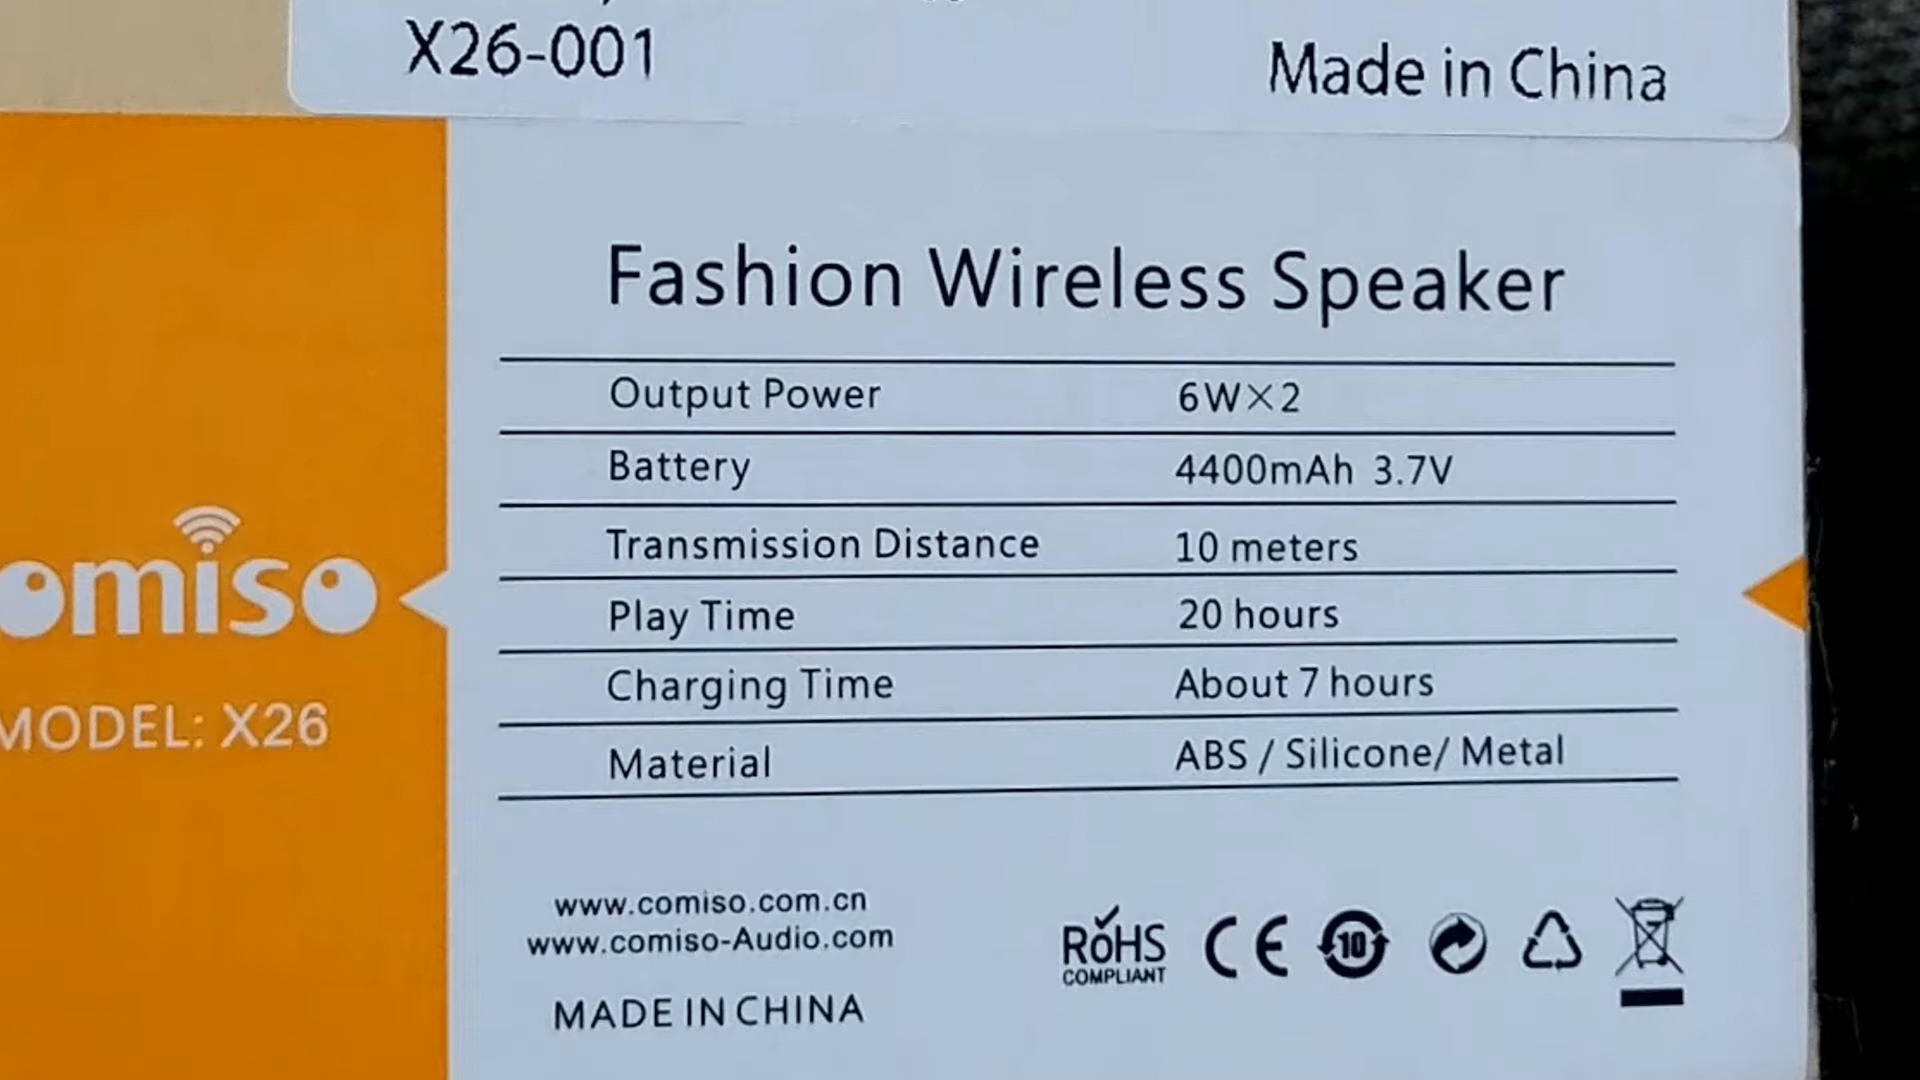 X26-001
Made in China
Fashion Wireless Speaker
Output Power 6W×2
Battery 4400mAh 3.7V
Transmission Distance 10 meters
Play Time 20 hours
Charging Time About 7 hours
Material ABS / Silicone/ Metal
omiso
MODEL: X26
www.comiso.com.cn
www.comiso-Audio.com
MADE IN CHINA
RoHS
COMPLIANT
CE
10